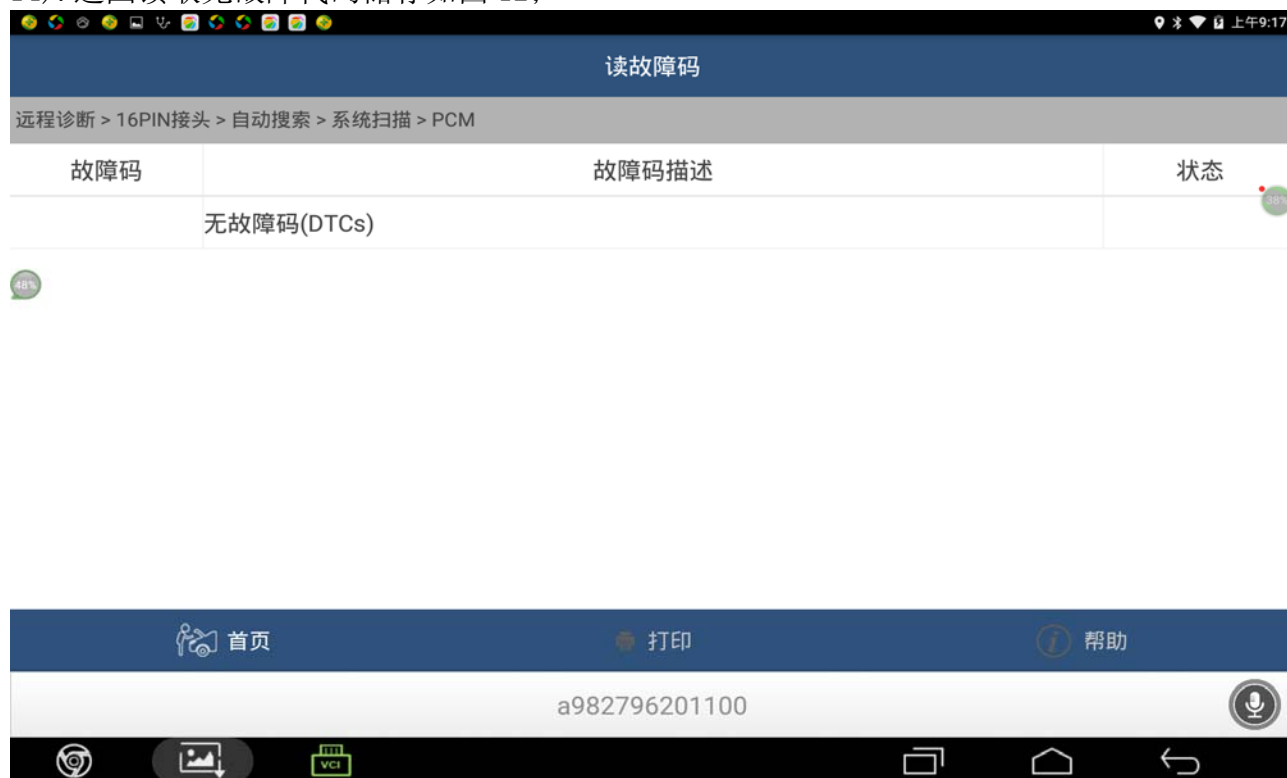 上午9:17
读故障码
远程诊断 > 16PIN接头 > 自动搜索 > 系统扫描 > PCM
故障码 故障码描述 状态
38%
无故障码(DTCs)
48%
首页 打印 帮助
a982796201100
VCI